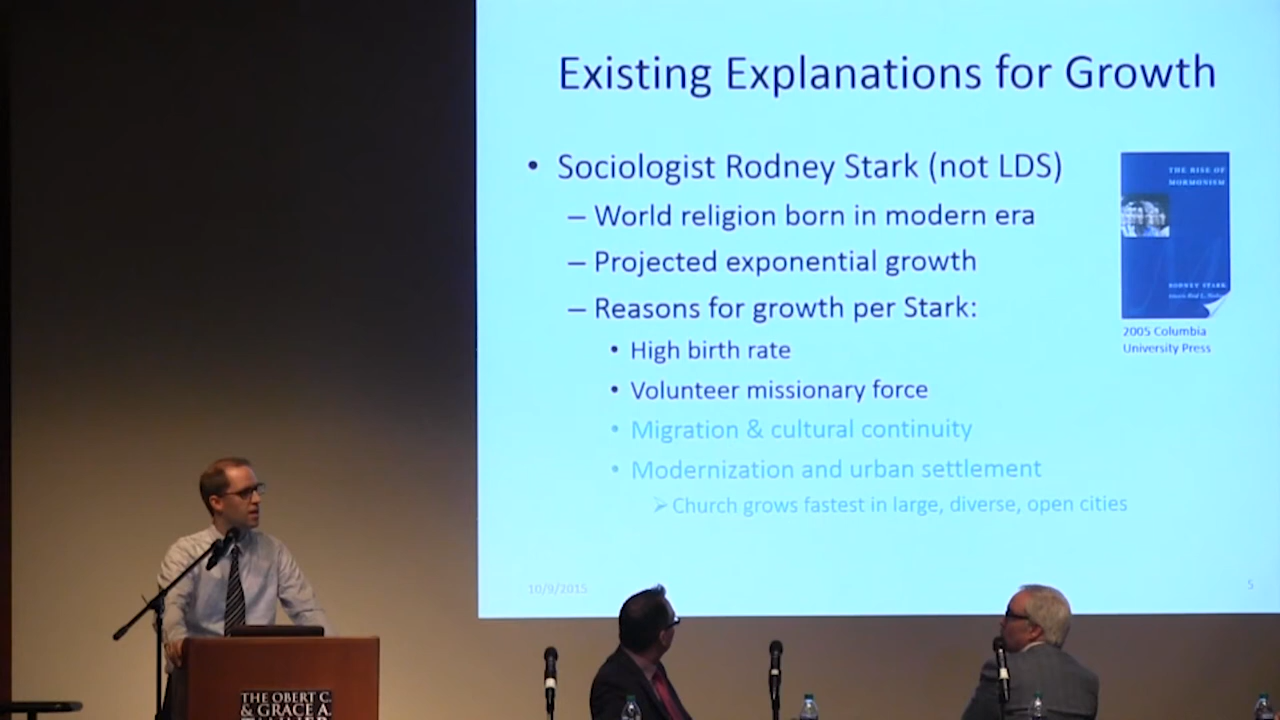 Existing Explanations for Growth
• Sociologist Rodney Stark (not LDS)
– World religion born in modern era
– Projected exponential growth
– Reasons for growth per Stark:
• High birth rate
• Volunteer missionary force
• Migration & cultural continuity
• Modernization and urban settlement
➢ Church grows fastest in large, diverse, open cities
THE RISE OF
MORMONISM
RODNEY STARK
2005 Columbia
University Press
10/9/2015
5
THE OBERT C.
& GRACE A.